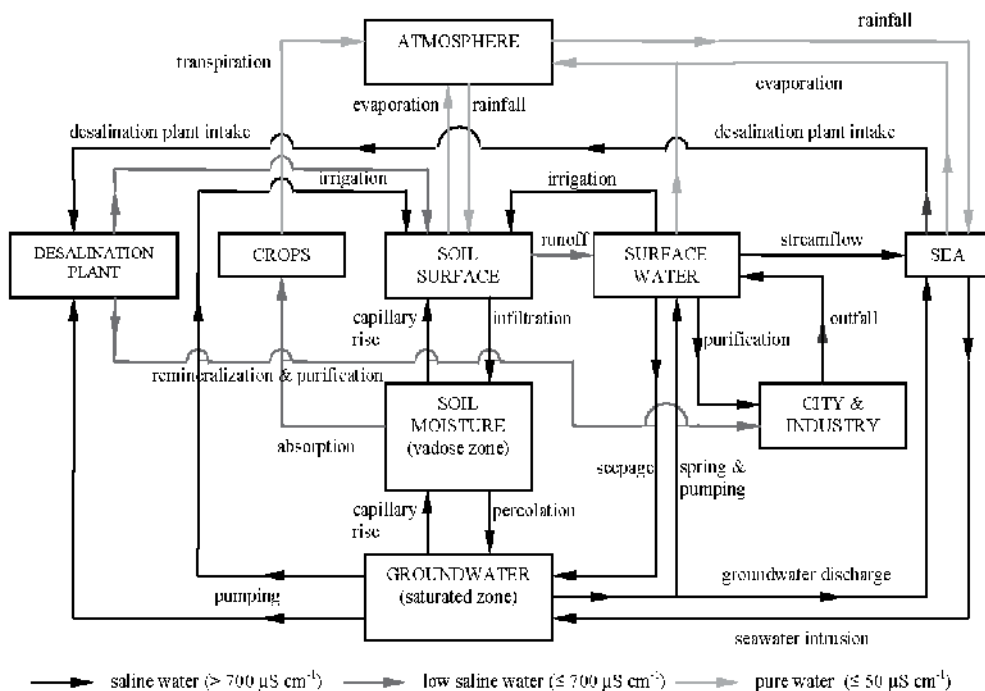 rainfall
ATMOSPHERE
transpiration
evaporation
evaporation
rainfall
desalination plant intake
desalination plant intake
irrigation
irrigation
DESALINATION
PLANT
CROPS
SOIL
SURFACE
runoff
SURFACE
WATER
streamflow
SEA
capillary
rise
infiltration
purification
outfall
remineralization & purification
SOIL
MOISTURE
(vadose zone)
CITY &
INDUSTRY
absorption
seepage
spring &
pumping
capillary
rise
percolation
GROUNDWATER
(saturated zone)
groundwater discharge
pumping
seawater intrusion
saline water (> 700 µS cm⁻¹)
low saline water (≤ 700 µS cm⁻¹)
pure water (≤ 50 µS cm⁻¹)